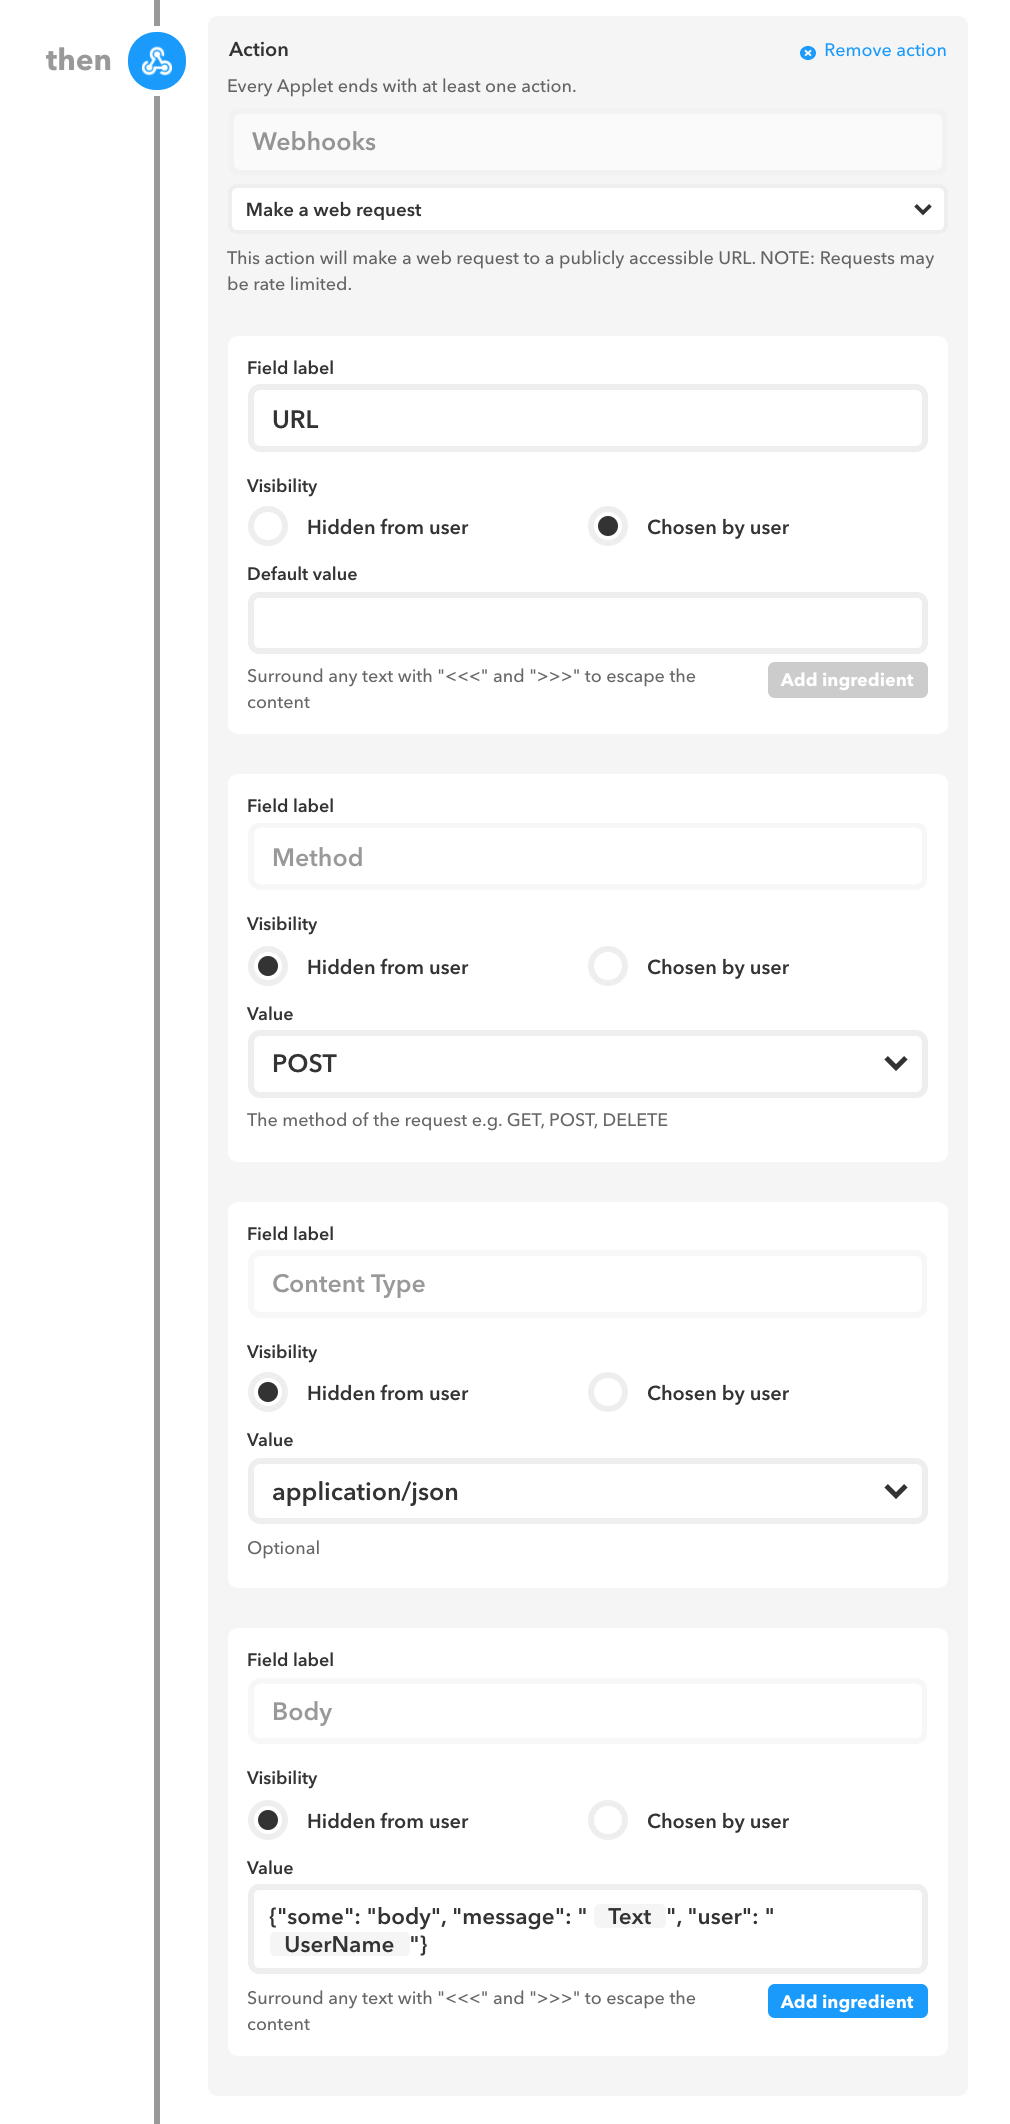 then
Action
Remove action
Every Applet ends with at least one action.
Webhooks
Make a web request
This action will make a web request to a publicly accessible URL. NOTE: Requests may
be rate limited.
Field label
URL
Visibility
Hidden from user
Chosen by user
Default value
Surround any text with "<<<" and ">>>" to escape the
content
Add ingredient
Field label
Method
Visibility
Hidden from user
Chosen by user
Value
POST
The method of the request e.g. GET, POST, DELETE
Field label
Content Type
Visibility
Hidden from user
Chosen by user
Value
application/json
Optional
Field label
Body
Visibility
Hidden from user
Chosen by user
Value
{"some": "body", "message": " Text ", "user": "
UserName "}
Surround any text with "<<<" and ">>>" to escape the
content
Add ingredient